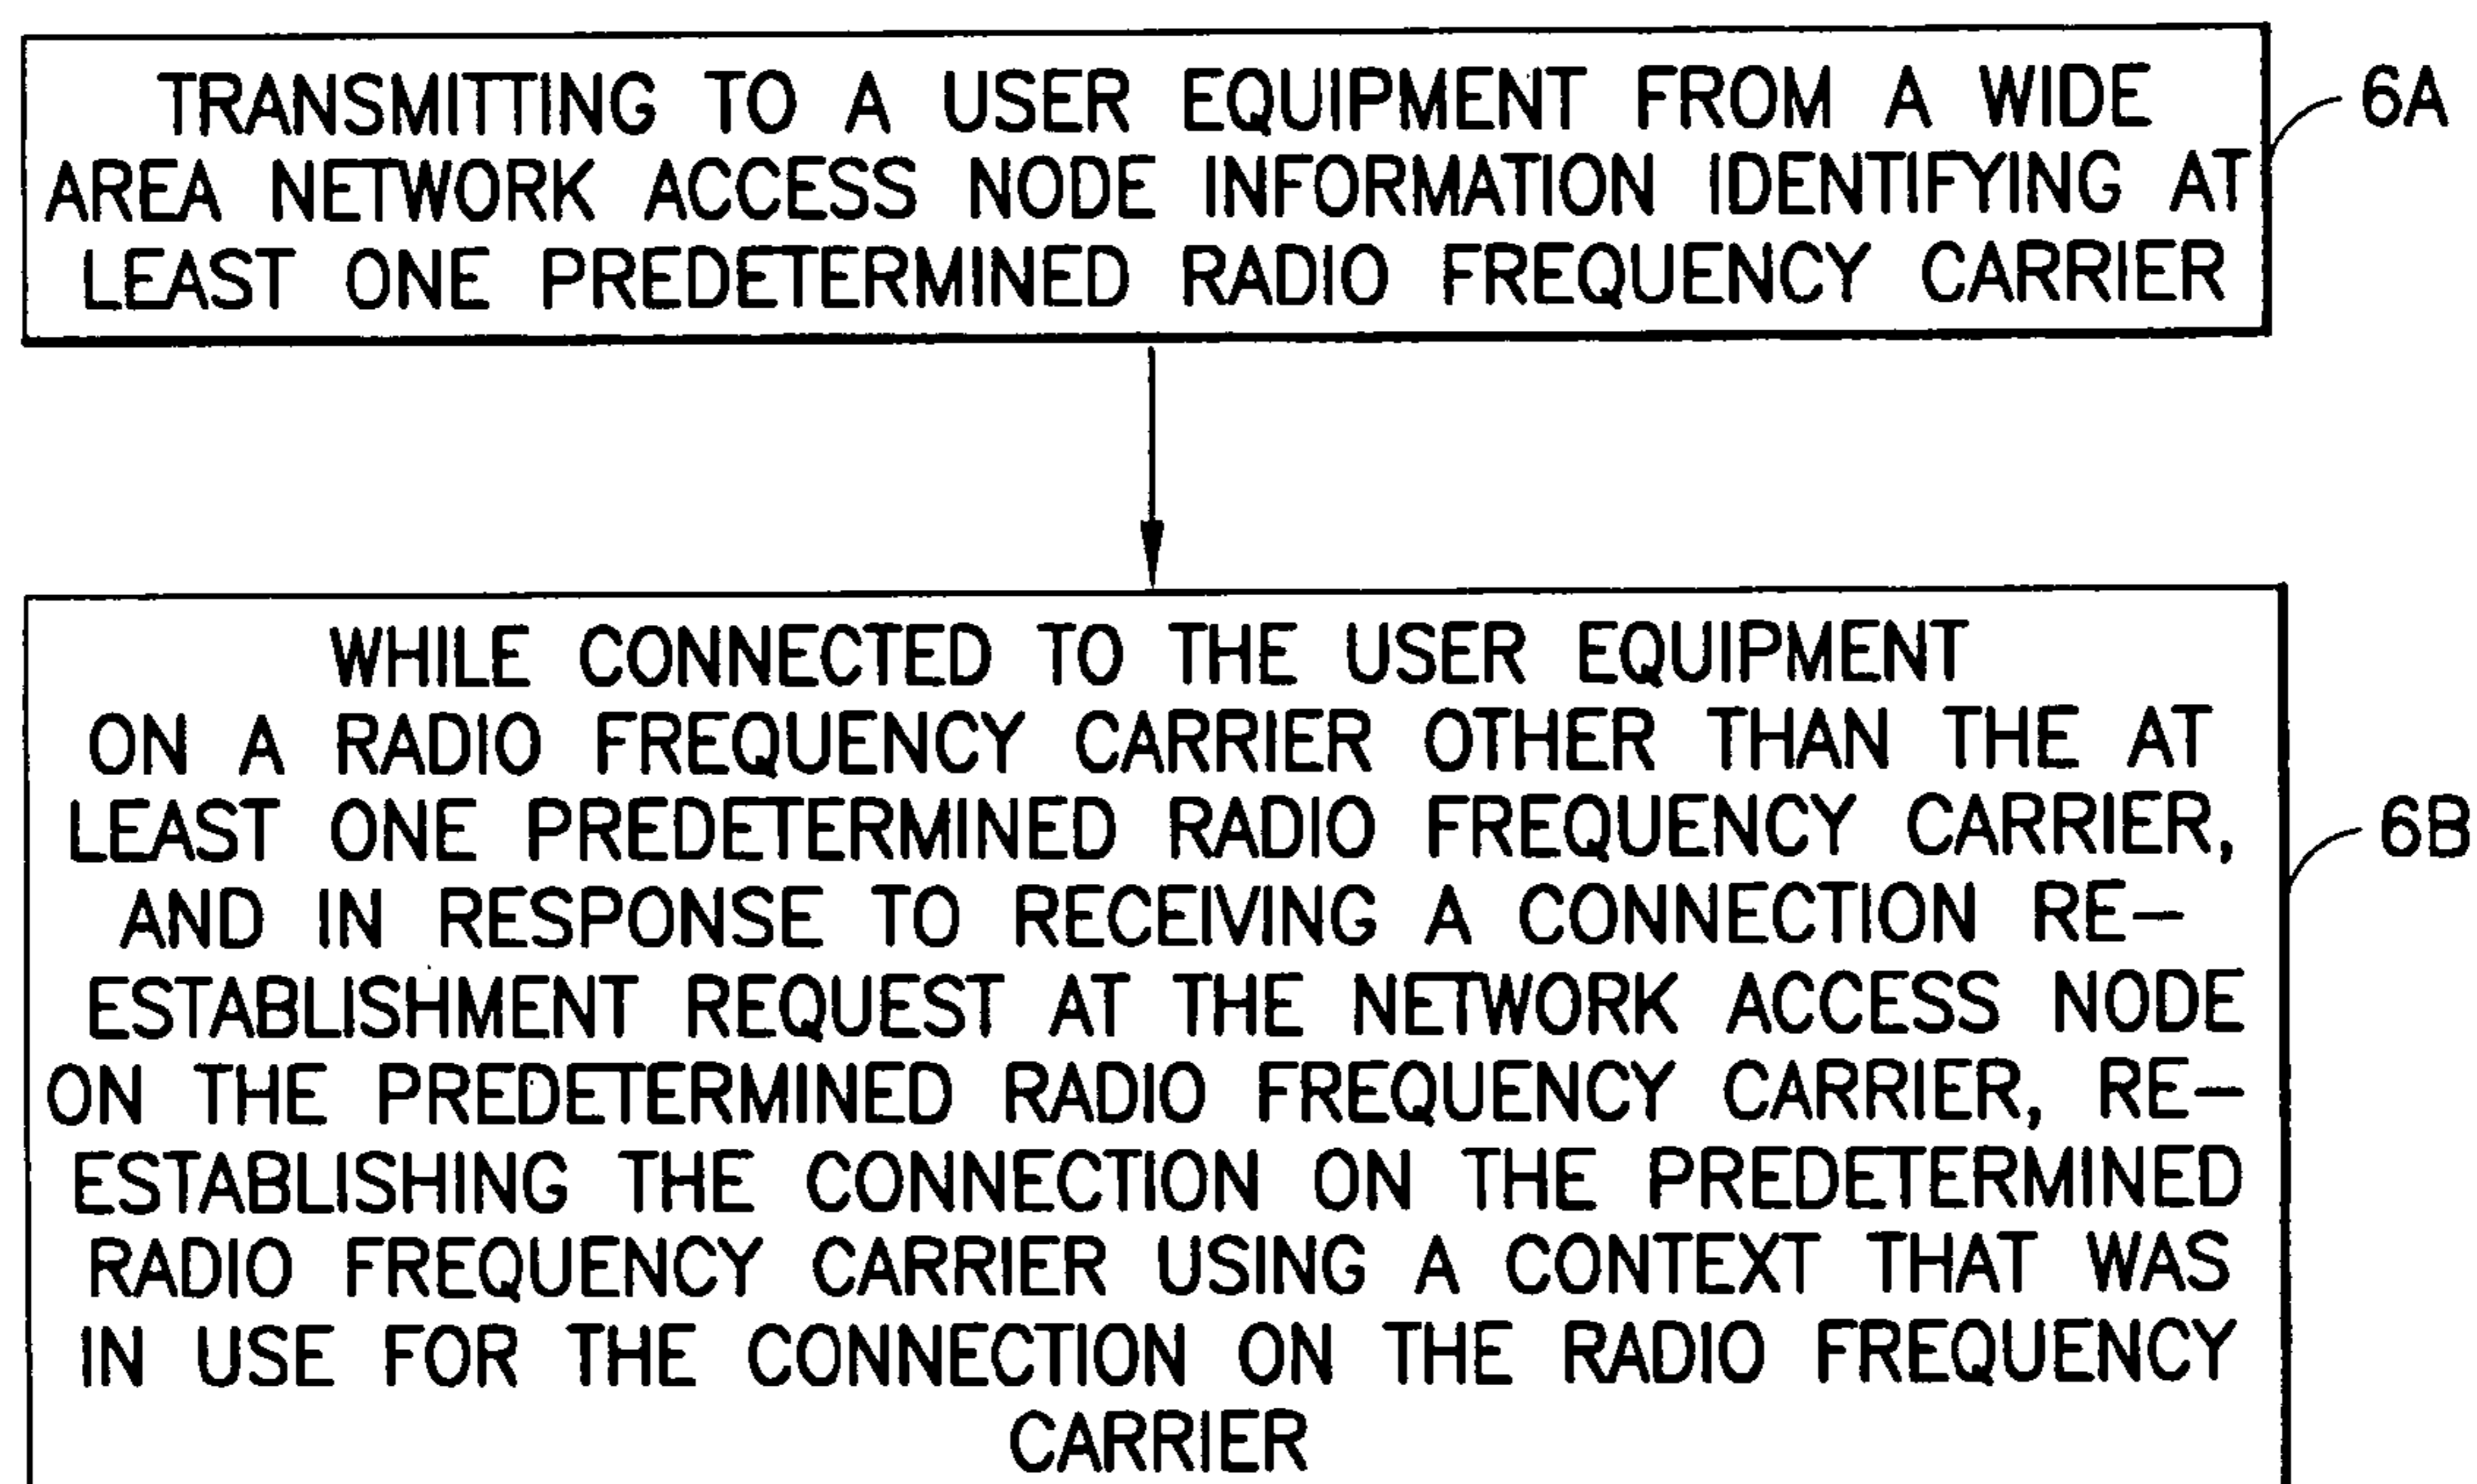 TRANSMITTING TO A USER EQUIPMENT FROM A WIDE
AREA NETWORK ACCESS NODE INFORMATION IDENTIFYING AT
LEAST ONE PREDETERMINED RADIO FREQUENCY CARRIER
6A
WHILE CONNECTED TO THE USER EQUIPMENT
ON A RADIO FREQUENCY CARRIER OTHER THAN THE AT
LEAST ONE PREDETERMINED RADIO FREQUENCY CARRIER,
AND IN RESPONSE TO RECEIVING A CONNECTION RE–
ESTABLISHMENT REQUEST AT THE NETWORK ACCESS NODE
ON THE PREDETERMINED RADIO FREQUENCY CARRIER, RE–
ESTABLISHING THE CONNECTION ON THE PREDETERMINED
RADIO FREQUENCY CARRIER USING A CONTEXT THAT WAS
IN USE FOR THE CONNECTION ON THE RADIO FREQUENCY
CARRIER
6B